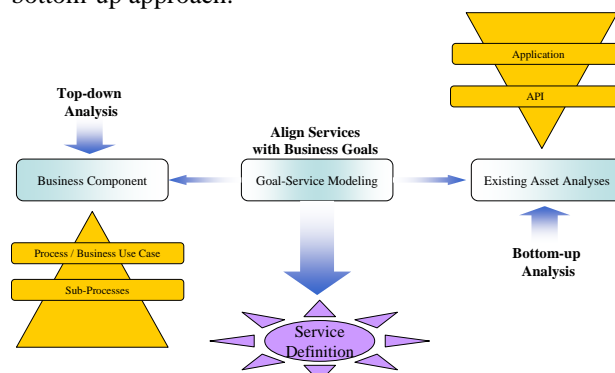 bottom-up approach.
Application
API
Top-down
Analysis
Align Services
with Business Goals
Business Component
Goal-Service Modeling
Existing Asset Analyses
Process / Business Use Case
Sub-Processes
Bottom-up
Analysis
Service
Definition